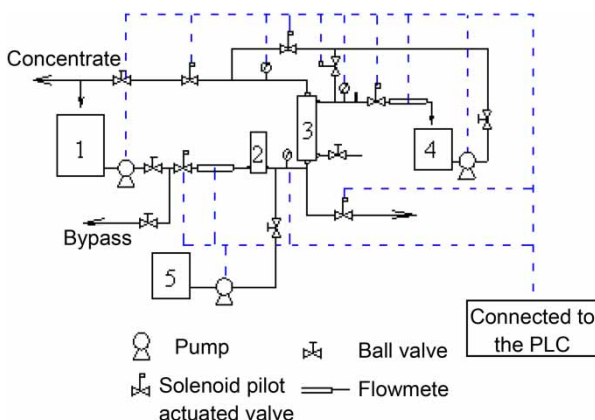 Concentrate
1
2
3
4
Bypass
5
Connected to
the PLC
Pump
Ball valve
Solenoid pilot
actuated valve
Flowmete